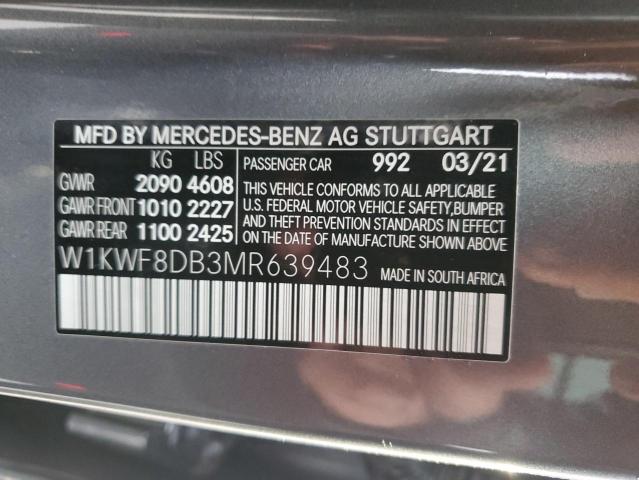 MFD BY MERCEDES-BENZ AG STUTTGART
KG LBS PASSENGER CAR 992 03/21
GVWR 2090 4608
GAWR FRONT 1010 2227
GAWR REAR 1100 2425
THIS VEHICLE CONFORMS TO ALL APPLICABLE
U.S. FEDERAL MOTOR VEHICLE SAFETY,BUMPER
AND THEFT PREVENTION STANDARDS IN EFFECT
ON THE DATE OF MANUFACTURE SHOWN ABOVE.
W1KWF8DB3MR639483 MADE IN SOUTH AFRICA